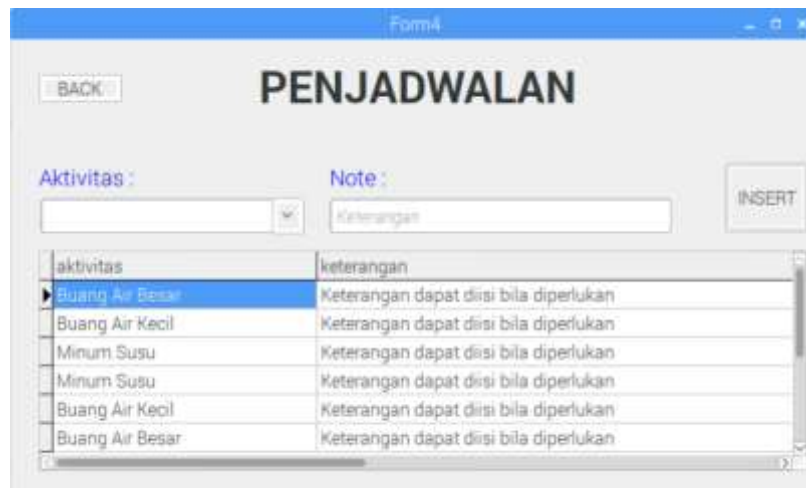 Form4
BACK
PENJADWALAN
Aktivitas :
Note :
INSERT
Keterangan
aktivitas keterangan
Buang Air Besar Keterangan dapat diisi bila diperlukan
Buang Air Kecil Keterangan dapat diisi bila diperlukan
Minum Susu Keterangan dapat diisi bila diperlukan
Minum Susu Keterangan dapat diisi bila diperlukan
Buang Air Kecil Keterangan dapat diisi bila diperlukan
Buang Air Besar Keterangan dapat diisi bila diperlukan